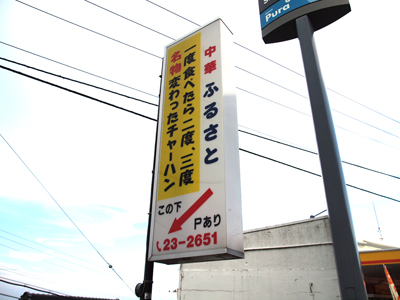 中華 ふるさと
一度食べたら二度、三度
名物変わったチャーハン
この下
Pあり
23-2651
Pura